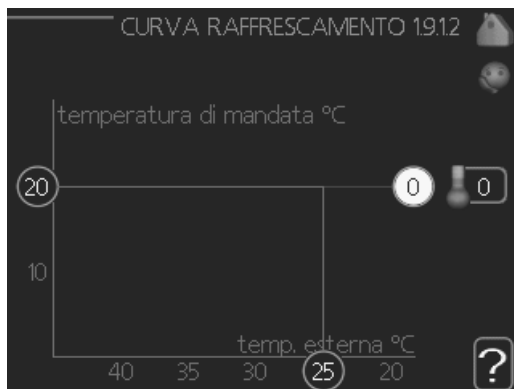 CURVA RAFFRESCAMENTO 1.9.1.2
temperatura di mandata °C
20
0
0
10
temp. esterna °C
40 35 30 25 20
?